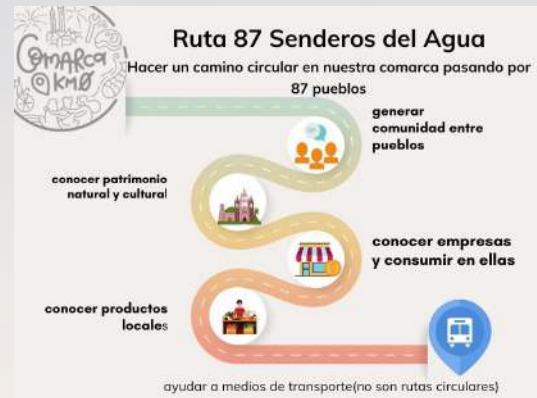 COMARCA
@KMØ
Ruta 87 Senderos del Agua
Hacer un camino circular en nuestra comarca pasando por
87 pueblos
generar
comunidad entre
pueblos
conocer patrimonio
natural y cultural
conocer empresas
y consumir en ellas
conocer productos
locales
ayudar a medios de transporte(no son rutas circulares)